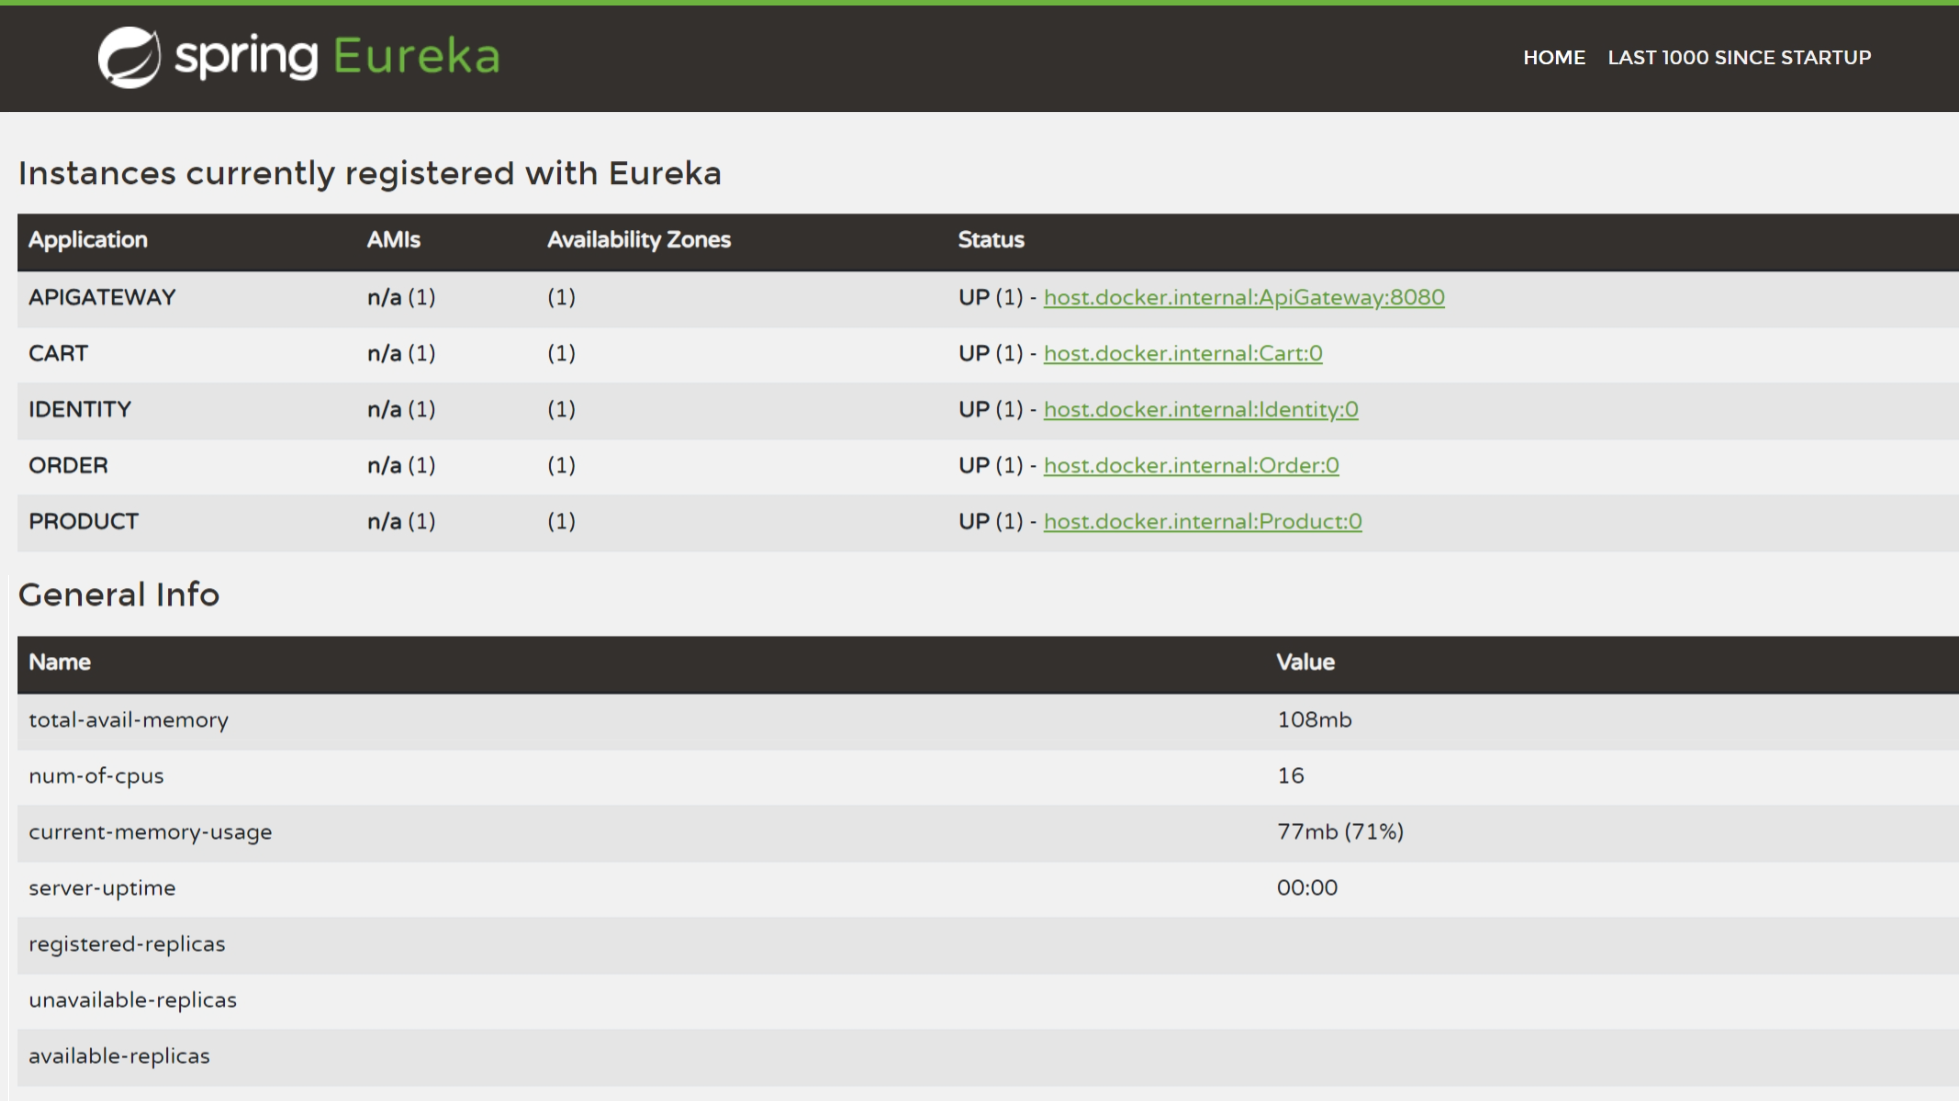 spring Eureka
HOME LAST 1000 SINCE STARTUP
Instances currently registered with Eureka
Application AMIs Availability Zones Status
APIGATEWAY n/a (1) (1) UP (1) - host.docker.internal:ApiGateway:8080
CART n/a (1) (1) UP (1) - host.docker.internal:Cart:0
IDENTITY n/a (1) (1) UP (1) - host.docker.internal:Identity:0
ORDER n/a (1) (1) UP (1) - host.docker.internal:Order:0
PRODUCT n/a (1) (1) UP (1) - host.docker.internal:Product:0
General Info
Name Value
total-avail-memory 108mb
num-of-cpus 16
current-memory-usage 77mb (71%)
server-uptime 00:00
registered-replicas
unavailable-replicas
available-replicas